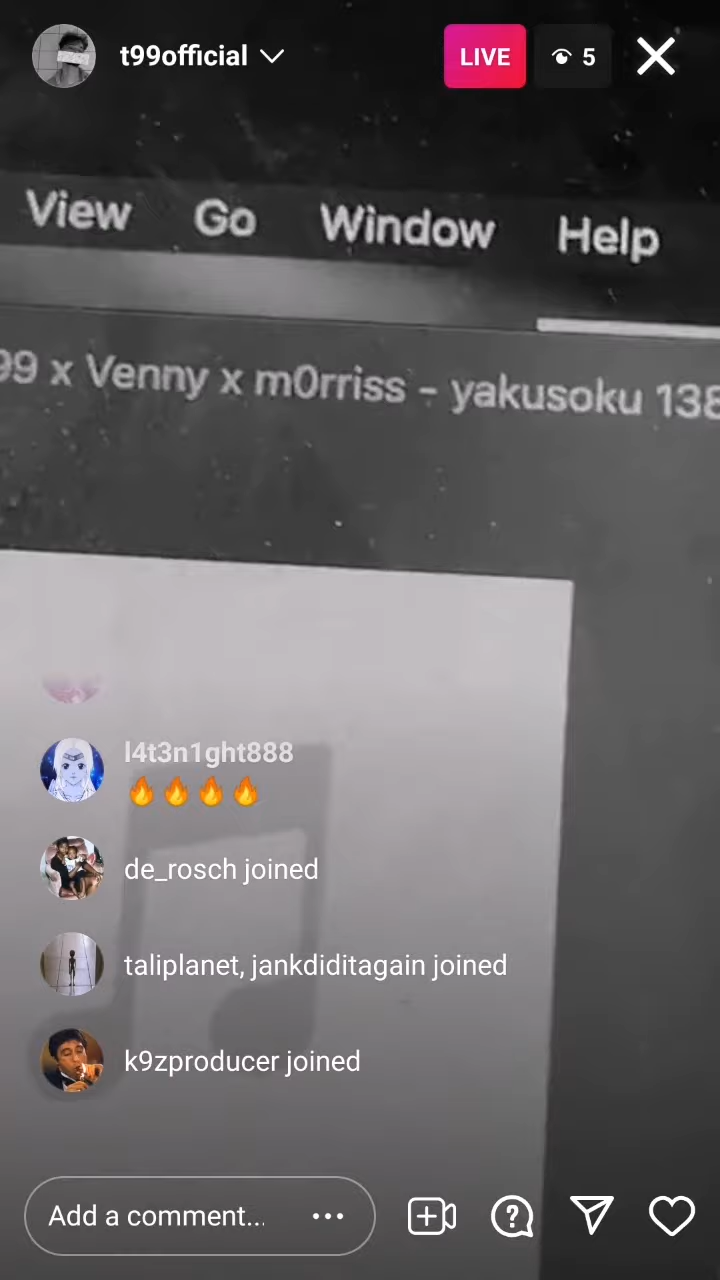 t99official
LIVE
5
View Go Window Help
99 x Venny x m0rriss - yakusoku 138
l4t3n1ght888
🔥🔥🔥🔥
de_rosch joined
taliplanet, jankdiditagain joined
k9zproducer joined
Add a comment...